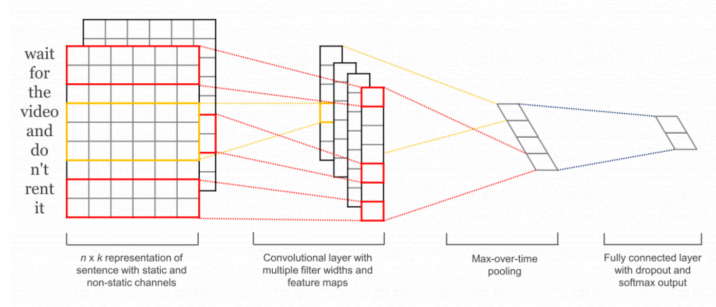 wait
for
the
video
and
do
n't
rent
it
n x k representation of
sentence with static and
non-static channels
Convolutional layer with
multiple filter widths and
feature maps
Max-over-time
pooling
Fully connected layer
with dropout and
softmax output